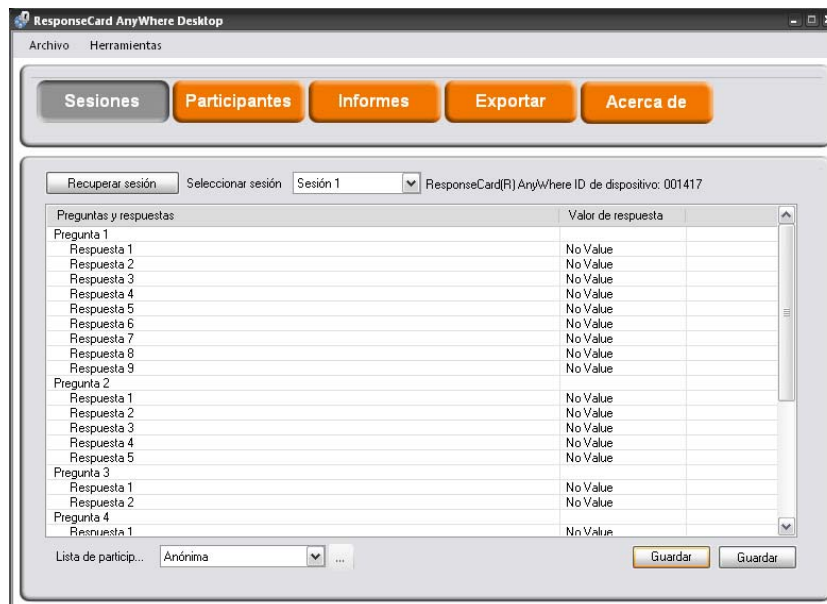 ResponseCard AnyWhere Desktop
Archivo Herramientas
Sesiones Participantes Informes Exportar Acerca de
Recuperar sesión Seleccionar sesión Sesión 1 ResponseCard(R) AnyWhere ID de dispositivo: 001417
Preguntas y respuestas Valor de respuesta
Pregunta 1
Respuesta 1 No Value
Respuesta 2 No Value
Respuesta 3 No Value
Respuesta 4 No Value
Respuesta 5 No Value
Respuesta 6 No Value
Respuesta 7 No Value
Respuesta 8 No Value
Respuesta 9 No Value
Pregunta 2
Respuesta 1 No Value
Respuesta 2 No Value
Respuesta 3 No Value
Respuesta 4 No Value
Respuesta 5 No Value
Pregunta 3
Respuesta 1 No Value
Respuesta 2 No Value
Pregunta 4
Respuesta 1 No Value
Lista de particip... Anónima ... Guardar Guardar